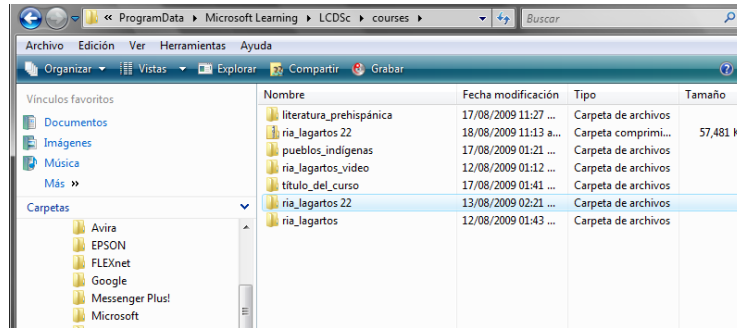 « ProgramData ▸ Microsoft Learning ▸ LCDSc ▸ courses ▸ Buscar
Archivo Edición Ver Herramientas Ayuda
Organizar Vistas Explorar Compartir Grabar
Vínculos favoritos
Documentos
Imágenes
Música
Más »
Carpetas
Avira
EPSON
FLEXnet
Google
Messenger Plus!
Microsoft
Nombre Fecha modificación Tipo Tamaño
literatura_prehispánica 17/08/2009 11:27 ... Carpeta de archivos
ria_lagartos 22 18/08/2009 11:13 a... Carpeta comprimi... 57,481 K
pueblos_indígenas 17/08/2009 01:21 ... Carpeta de archivos
ria_lagartos_video 12/08/2009 01:12 ... Carpeta de archivos
título_del_curso 17/08/2009 01:41 ... Carpeta de archivos
ria_lagartos 22 13/08/2009 02:21 ... Carpeta de archivos
ria_lagartos 12/08/2009 01:43 ... Carpeta de archivos